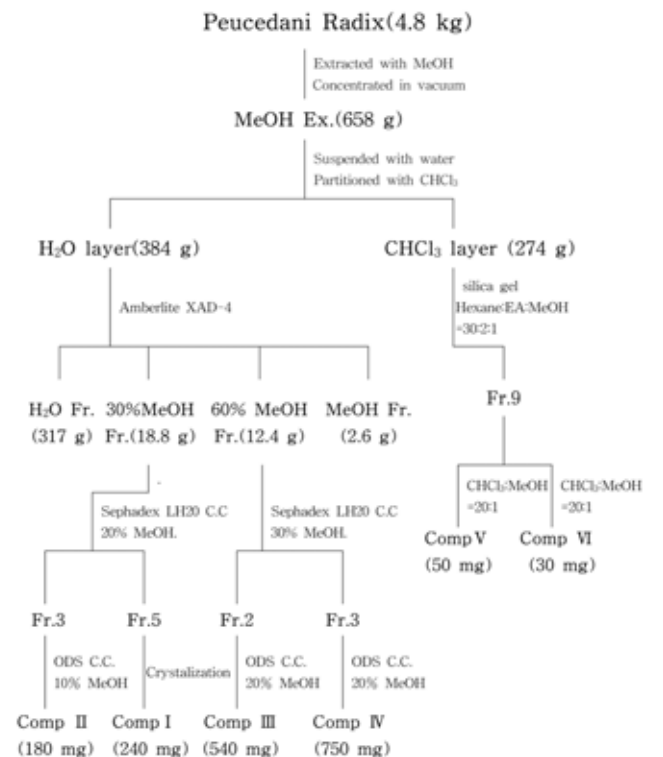 Peucedani Radix(4.8 kg)
Extracted with MeOH
Concentrated in vacuum
MeOH Ex.(658 g)
Suspended with water
Partitioned with CHCl₃
H₂O layer(384 g)
CHCl₃ layer (274 g)
Amberlite XAD-4
silica gel
Hexane:EA:MeOH
=30:2:1
H₂O Fr.
(317 g)
30%MeOH
Fr.(18.8 g)
60% MeOH
Fr.(12.4 g)
MeOH Fr.
(2.6 g)
Fr.9
Sephadex LH20 C.C
20% MeOH.
Sephadex LH20 C.C
30% MeOH.
CHCl₃:MeOH
=20:1
CHCl₃:MeOH
=20:1
Comp Ⅴ
(50 mg)
Comp Ⅵ
(30 mg)
Fr.3
Fr.5
Fr.2
Fr.3
ODS C.C.
10% MeOH
Crystalization
ODS C.C.
20% MeOH
ODS C.C.
20% MeOH
Comp Ⅱ
(180 mg)
Comp Ⅰ
(240 mg)
Comp Ⅲ
(540 mg)
Comp Ⅳ
(750 mg)